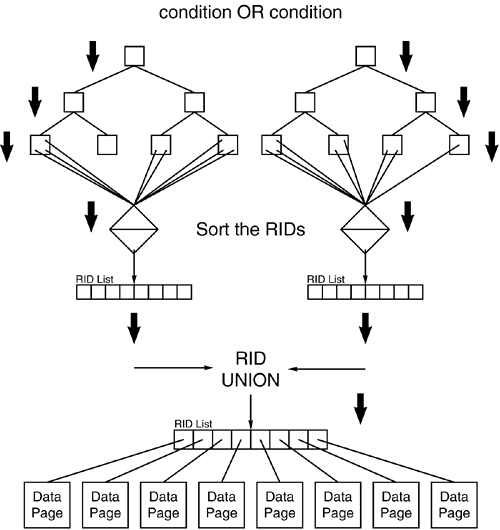 condition OR condition
Sort the RIDs
RID List
RID List
RID
UNION
RID List
Data
Page
Data
Page
Data
Page
Data
Page
Data
Page
Data
Page
Data
Page
Data
Page